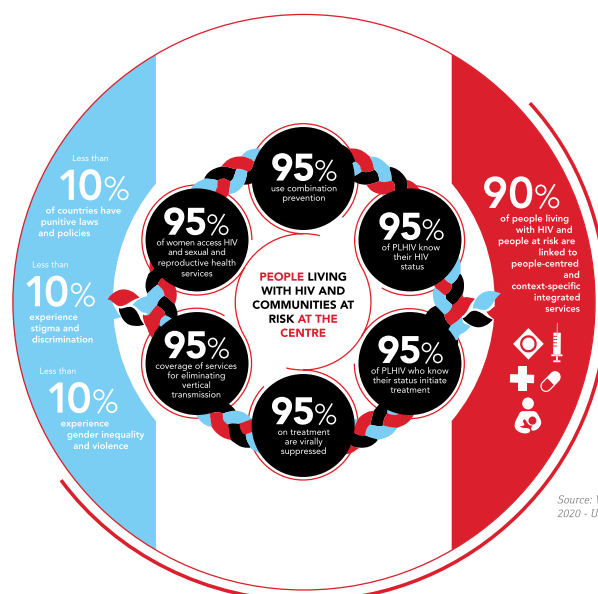 Less than
10%
of countries have
punitive laws
and policies
Less than
10%
experience
stigma and
discrimination
Less than
10%
experience
gender inequality
and violence
95%
use combination
prevention
95%
of PLHIV know
their HIV
status
95%
of PLHIV who know
their status initiate
treatment
95%
on treatment
are virally
suppressed
95%
coverage of services
for eliminating
vertical
transmission
95%
of women access HIV
and sexual and
reproductive health
services
PEOPLE LIVING
WITH HIV AND
COMMUNITIES AT
RISK AT THE
CENTRE
90%
of people living
with HIV and
people at risk are
linked to
people-centred
and
context-specific
integrated
services
Source:
2020 - U